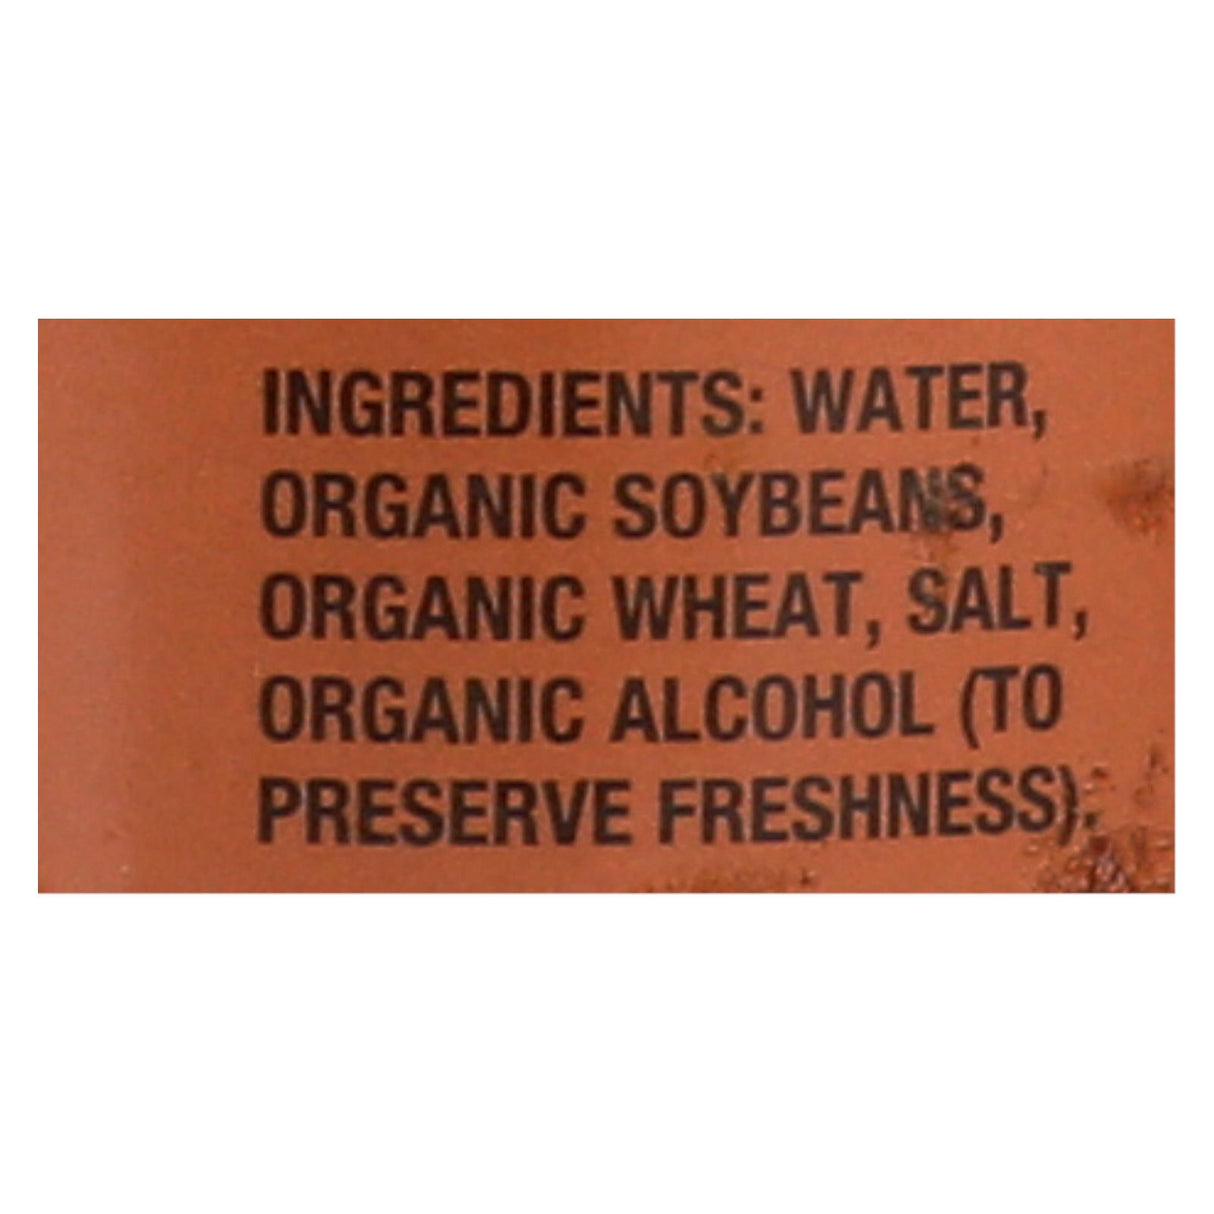 INGREDIENTS: WATER,
ORGANIC SOYBEANS,
ORGANIC WHEAT, SALT,
ORGANIC ALCOHOL (TO
PRESERVE FRESHNESS).